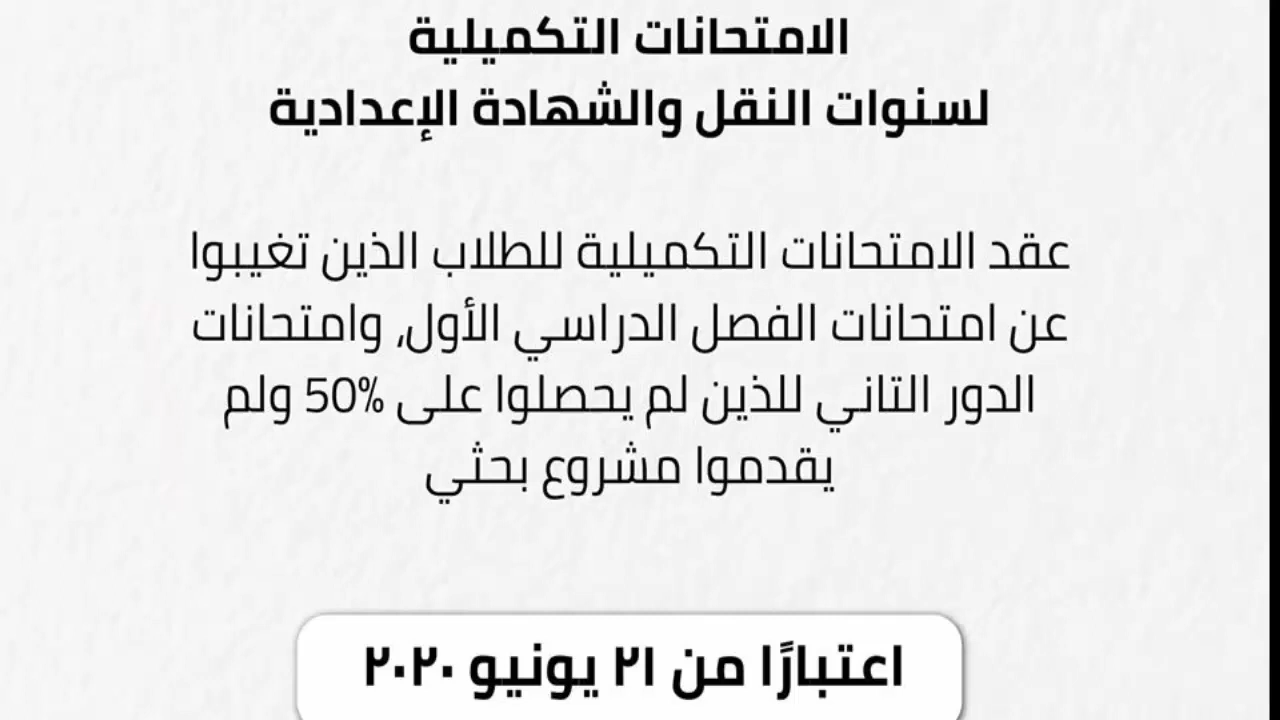 الامتحانات التكميلية
لسنوات النقل والشهادة الإعدادية
عقد الامتحانات التكميلية للطلاب الذين تغيبوا
عن امتحانات الفصل الدراسي الأول، وامتحانات
الدور التاني للذين لم يحصلوا على 50% ولم
يقدموا مشروع بحثي
اعتبارًا من ٢١ يونيو ٢٠٢٠